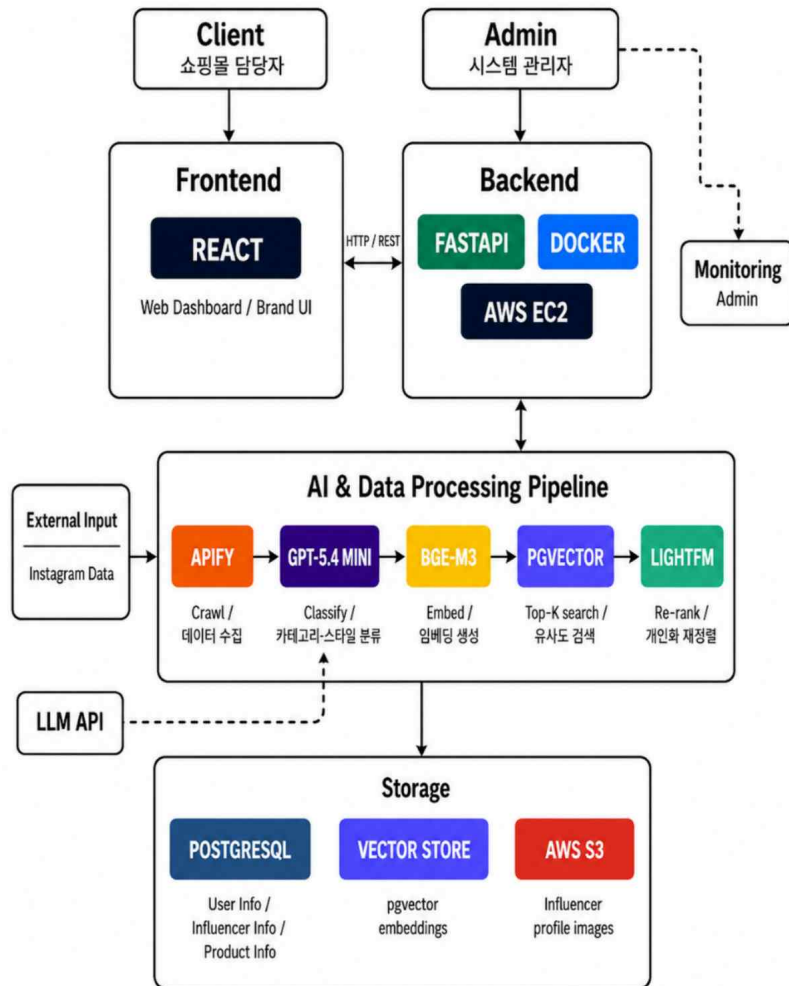 Client
쇼핑몰 담당자
Admin
시스템 관리자
Frontend
REACT
Web Dashboard / Brand UI
HTTP / REST
Backend
FASTAPI
DOCKER
AWS EC2
Monitoring
Admin
AI & Data Processing Pipeline
External Input
Instagram Data
APIFY
Crawl /
데이터 수집
GPT-5.4 MINI
Classify /
카테고리-스타일 분류
BGE-M3
Embed /
임베딩 생성
PGVECTOR
Top-K search /
유사도 검색
LIGHTFM
Re-rank /
개인화 재정렬
LLM API
Storage
POSTGRESQL
User Info /
Influencer Info /
Product Info
VECTOR STORE
pgvector
embeddings
AWS S3
Influencer
profile images